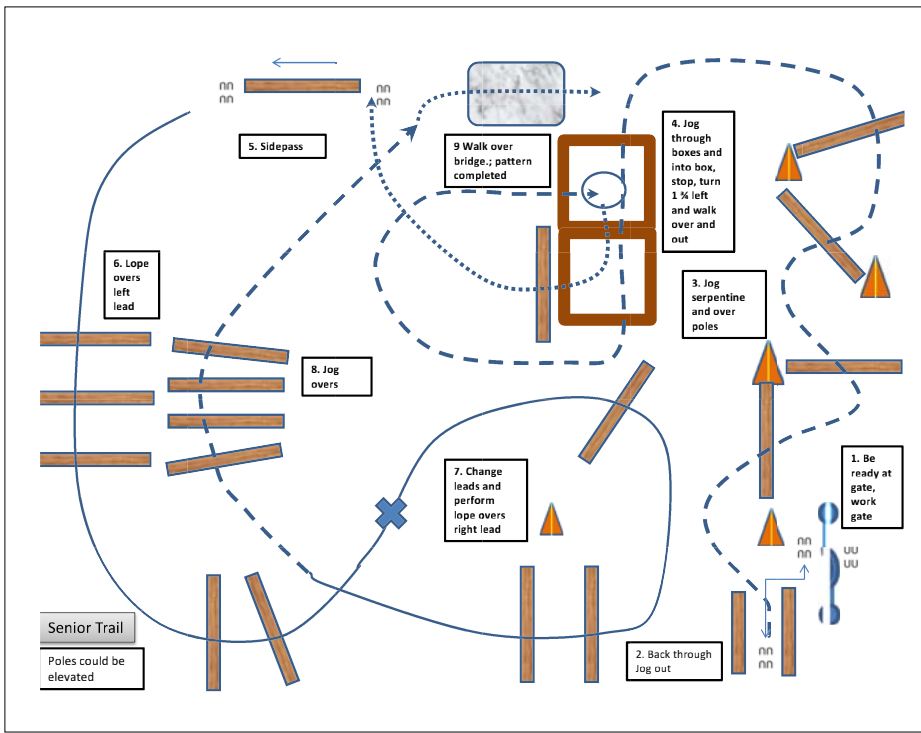 5. Sidepass
9 Walk over
bridge.; pattern
completed
4. Jog
through
boxes and
into box,
stop, turn
1 ¾ left
and walk
over and
out
6. Lope
overs
left
lead
3. Jog
serpentine
and over
poles
8. Jog
overs
7. Change
leads and
perform
lope overs
right lead
1. Be
ready at
gate,
work
gate
Senior Trail
Poles could be
elevated
2. Back through
Jog out